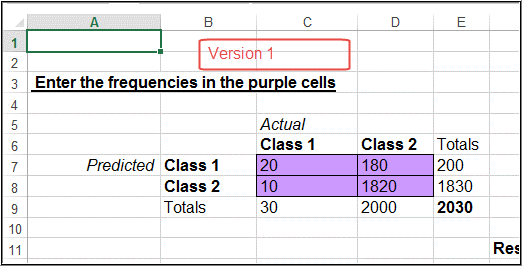 A B C D E
1
Version 1
2
3 Enter the frequencies in the purple cells
4
5 Actual
6 Class 1 Class 2 Totals
7 Predicted Class 1 20 180 200
8 Class 2 10 1820 1830
9 Totals 30 2000 2030
10
11 Res